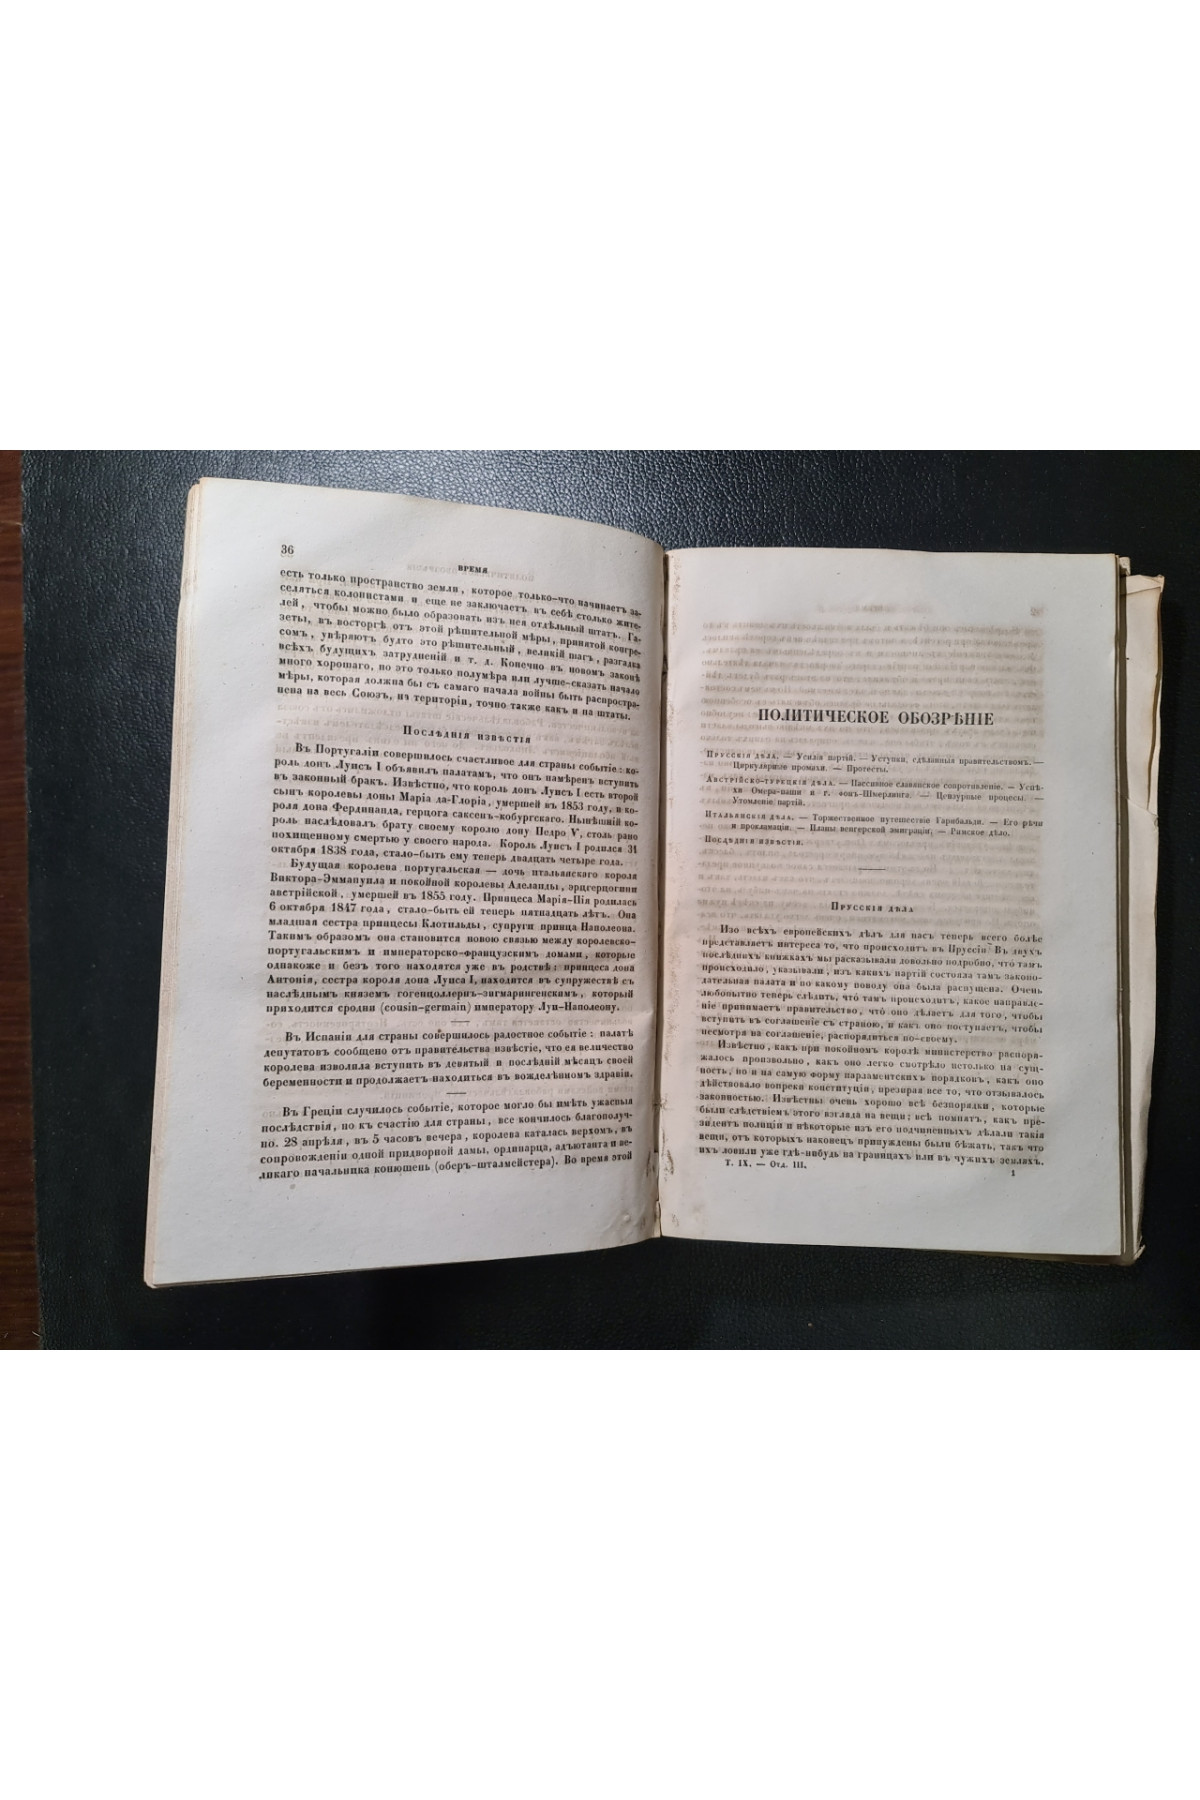 36
ВРЕМЯ
есть только пространство земли, которое только-что начинаетъ за-
селяться колонистами и еще не заключаетъ въ себѣ столько жите-
лей, чтобы можно было образовать изъ нея отдѣльный штатъ. Га-
зеты, въ восторгѣ отъ этой рѣшительной мѣры, принятой конгре-
сомъ, увѣряютъ будто это рѣшительный, великій шагъ, разгадка
всѣхъ будущихъ затрудненій и т. д. Конечно въ новомъ законѣ
много хорошаго, но это только полумѣра или лучше-сказать начало
мѣры, которая должна бы съ самаго начала войны быть распростра-
нена на весь Союзъ, на територіи, точно также какъ и на штаты.
Послѣднія извѣстія
Въ Португаліи совершилось счастливое для страны событіе: ко-
роль донъ Луисъ I объявилъ палатамъ, что онъ намѣренъ вступить
въ законный бракъ. Извѣстно, что король донъ Луисъ I есть второй
сынъ королевы доны Маріа да-Глоріа, умершей въ 1853 году, и ко-
роля дона Фердинанда, герцога саксенъ-кобургскаго. Нынѣшній ко-
роль наслѣдовалъ брату своему королю дону Педро V, столь рано
похищенному смертью у своего народа. Король Луисъ I родился 31
октября 1838 года, стало-быть ему теперь двадцать четыре года.
Будущая королева португальская — дочь итальянскаго короля
Виктора-Эммануила и покойной королевы Аделаиды, эрцгерцогини
австрійской, умершей въ 1855 году. Принцеса Марія-Пія родилась
6 октября 1847 года, стало-быть ей теперь пятнадцать лѣтъ. Она
младшая сестра принцесы Клотильды, супруги принца Наполеона.
Такимъ образомъ она становится новою связью между королевско-
португальскимъ и императорско-французскимъ домами, которые
однакоже и безъ того находятся уже въ родствѣ: принцеса дона
Антонія, сестра короля дона Луиса I, находится въ супружествѣ съ
наслѣднымъ княземъ гогенцоллернъ-зигмарингенскимъ, который
приходится сродни (cousin-germain) императору Луи-Наполеону.
Въ Испаніи для страны совершилось радостное событіе: палатѣ
депутатовъ сообщено отъ правительства извѣстіе, что ея величество
королева изволила вступить въ девятый и послѣдній мѣсяцъ своей
беременности и продолжаетъ находиться въ вожделѣнномъ здравіи.
Въ Греціи случилось событіе, которое могло бы имѣть ужасныя
послѣдствія, но къ счастію для страны, все кончилось благополуч-
но. 28 апрѣля, въ 5 часовъ вечера, королева каталась верхомъ, въ
сопровожденіи одной придворной дамы, ординарца, адъютанта и ве-
ликаго начальника конюшенъ (оберъ-шталмейстера). Во время этой
ПОЛИТИЧЕСКОЕ ОБОЗРѢНІЕ
Прусскія дѣла. — Усилія партій. — Уступки, сдѣланныя правительствомъ. —
Циркулярные промахи. — Протесты.
Австрійско-турецкія дѣла. — Пассивное славянское сопротивленіе. — Успѣ-
хи Омера-паши и г. фонъ-Шмерлинга. — Цензурные процесы. —
Утомленіе партій.
Итальянскія дѣла. — Торжественное путешествіе Гарибальди. — Его рѣчи
и прокламаціи. — Планы венгерской эмиграціи. — Римское дѣло.
Послѣднія извѣстія.
Прусскія дѣла
Изо всѣхъ европейскихъ дѣлъ для насъ теперь всего болѣе
представляетъ интереса то, что происходитъ въ Пруссіи. Въ двухъ
послѣднихъ книжкахъ мы разсказывали довольно подробно, что тамъ
происходило, указывали, изъ какихъ партій состояла тамъ законо-
дательная палата и по какому поводу она была распущена. Очень
любопытно теперь слѣдить, что тамъ происходитъ, какое направле-
ніе принимаетъ правительство, что оно дѣлаетъ для того, чтобы
вступить въ соглашеніе съ страною, и какъ оно поступаетъ, чтобы
несмотря на соглашеніе, распорядиться по-своему.
Извѣстно, какъ при покойномъ королѣ министерство распоря-
жалось произвольно, какъ оно легко смотрѣло нетолько на сущ-
ность, но и на самую форму парламентскихъ порядковъ, какъ оно
дѣйствовало вопреки конституціи, презирая все то, что отзывалось
законностью. Извѣстны очень хорошо всѣ безпорядки, которые
были слѣдствіемъ этого взгляда на вещи; всѣ помнятъ, какъ пре-
зидентъ полиціи и нѣкоторые изъ его подчиненныхъ дѣлали такія
вещи, отъ которыхъ наконецъ принуждены были бѣжать, такъ что
ихъ ловили уже гдѣ-нибудь на границахъ или въ чужихъ земляхъ.
Т. IX. — Отд. III.
1